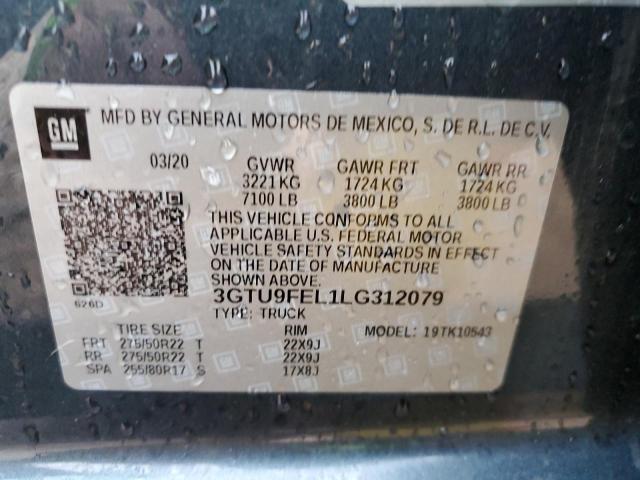 GM
MFD BY GENERAL MOTORS DE MEXICO, S. DE R.L. DE C.V.
03/20 GVWR GAWR FRT GAWR RR
3221 KG 1724 KG 1724 KG
7100 LB 3800 LB 3800 LB
THIS VEHICLE CONFORMS TO ALL
APPLICABLE U.S. FEDERAL MOTOR
VEHICLE SAFETY STANDARDS IN EFFECT
ON THE DATE OF MANUFACTURE
SHOWN ABOVE.
626D
3GTU9FEL1LG312079
TYPE: TRUCK
TIRE SIZE RIM MODEL: 19TK10543
FRT 275/50R22 T 22X9J
RR 275/50R22 T 22X9J
SPA 255/80R17 S 17X8J